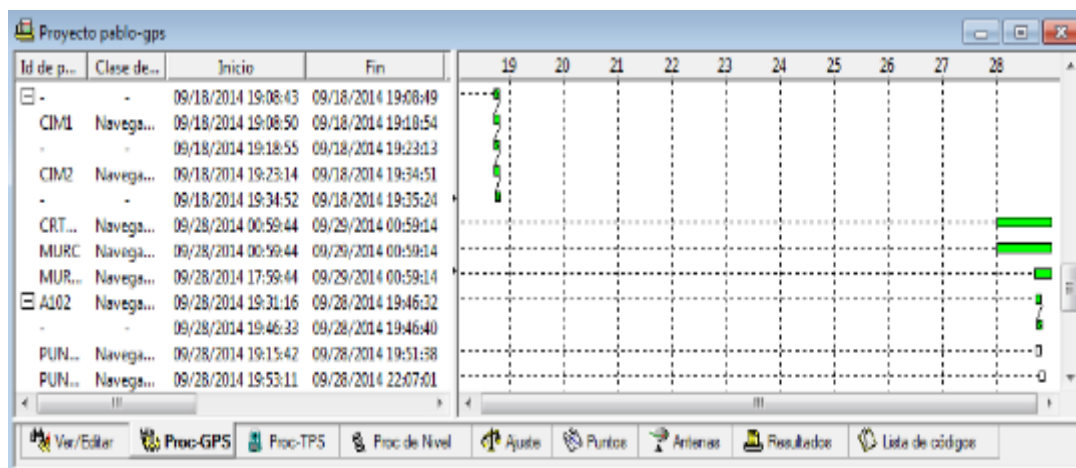 Proyecto pablo-gps
Id de p... Clase de... Inicio Fin 19 20 21 22 23 24 25 26 27 28
- - 09/18/2014 19:08:43 09/18/2014 19:08:49
CIM1 Navega... 09/18/2014 19:08:50 09/18/2014 19:18:54
- - 09/18/2014 19:18:55 09/18/2014 19:23:13
CIM2 Navega... 09/18/2014 19:23:14 09/18/2014 19:34:51
- - 09/18/2014 19:34:52 09/18/2014 19:35:24
CRT... Navega... 09/28/2014 00:59:44 09/29/2014 00:59:14
MURC Navega... 09/28/2014 00:59:44 09/29/2014 00:59:14
MUR... Navega... 09/28/2014 17:59:44 09/29/2014 00:59:14
A102 Navega... 09/28/2014 19:31:16 09/28/2014 19:46:32
- - 09/28/2014 19:46:33 09/28/2014 19:46:40
PUN... Navega... 09/28/2014 19:15:42 09/28/2014 19:51:38
PUN... Navega... 09/28/2014 19:53:11 09/28/2014 22:07:01
Ver/Editar Proc-GPS Proc-TPS Proc de Nivel Ajuste Puntos Antenas Resultados Lista de códigos